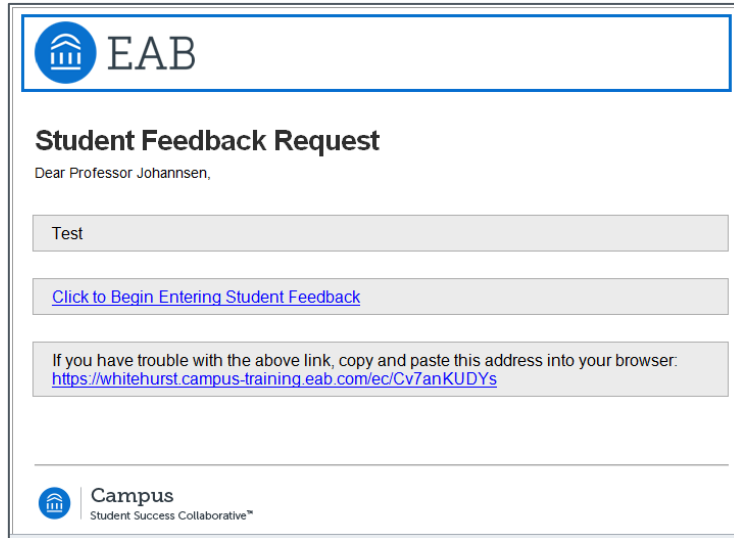 EAB
Student Feedback Request
Dear Professor Johannsen,
Test
Click to Begin Entering Student Feedback
If you have trouble with the above link, copy and paste this address into your browser:
https://whitehurst.campus-training.eab.com/ec/Cv7anKUDYs
Campus
Student Success Collaborative™